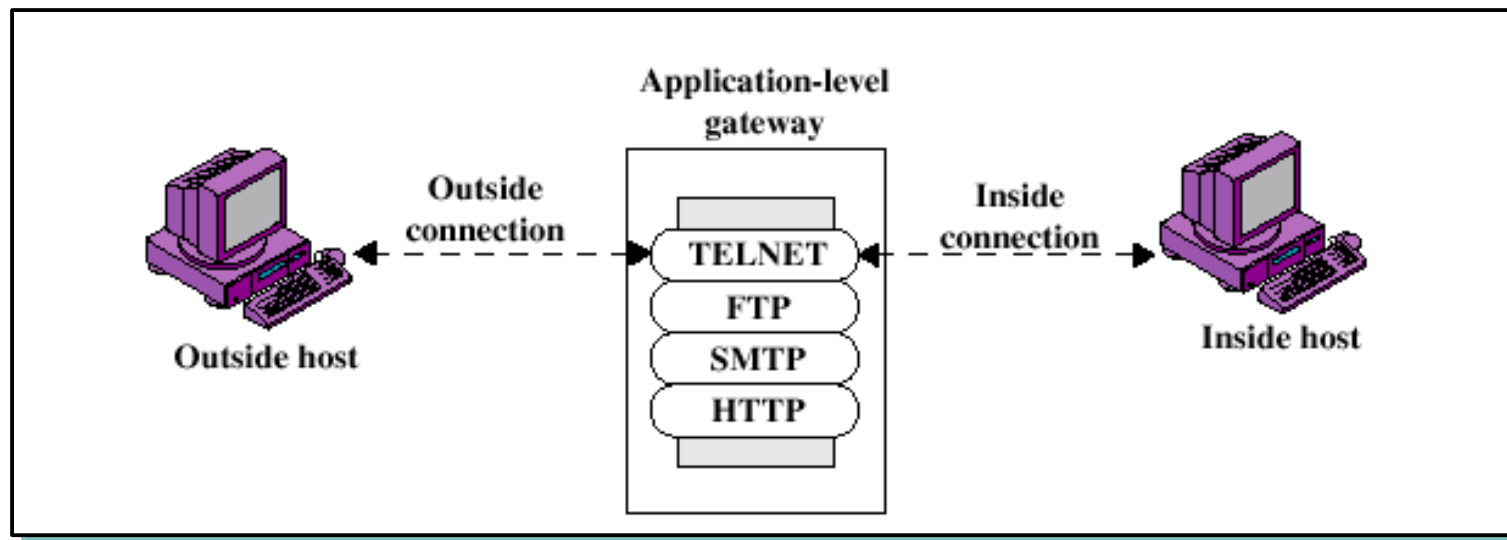 Application-level
gateway
Outside
connection
Inside
connection
TELNET
FTP
SMTP
HTTP
Outside host
Inside host